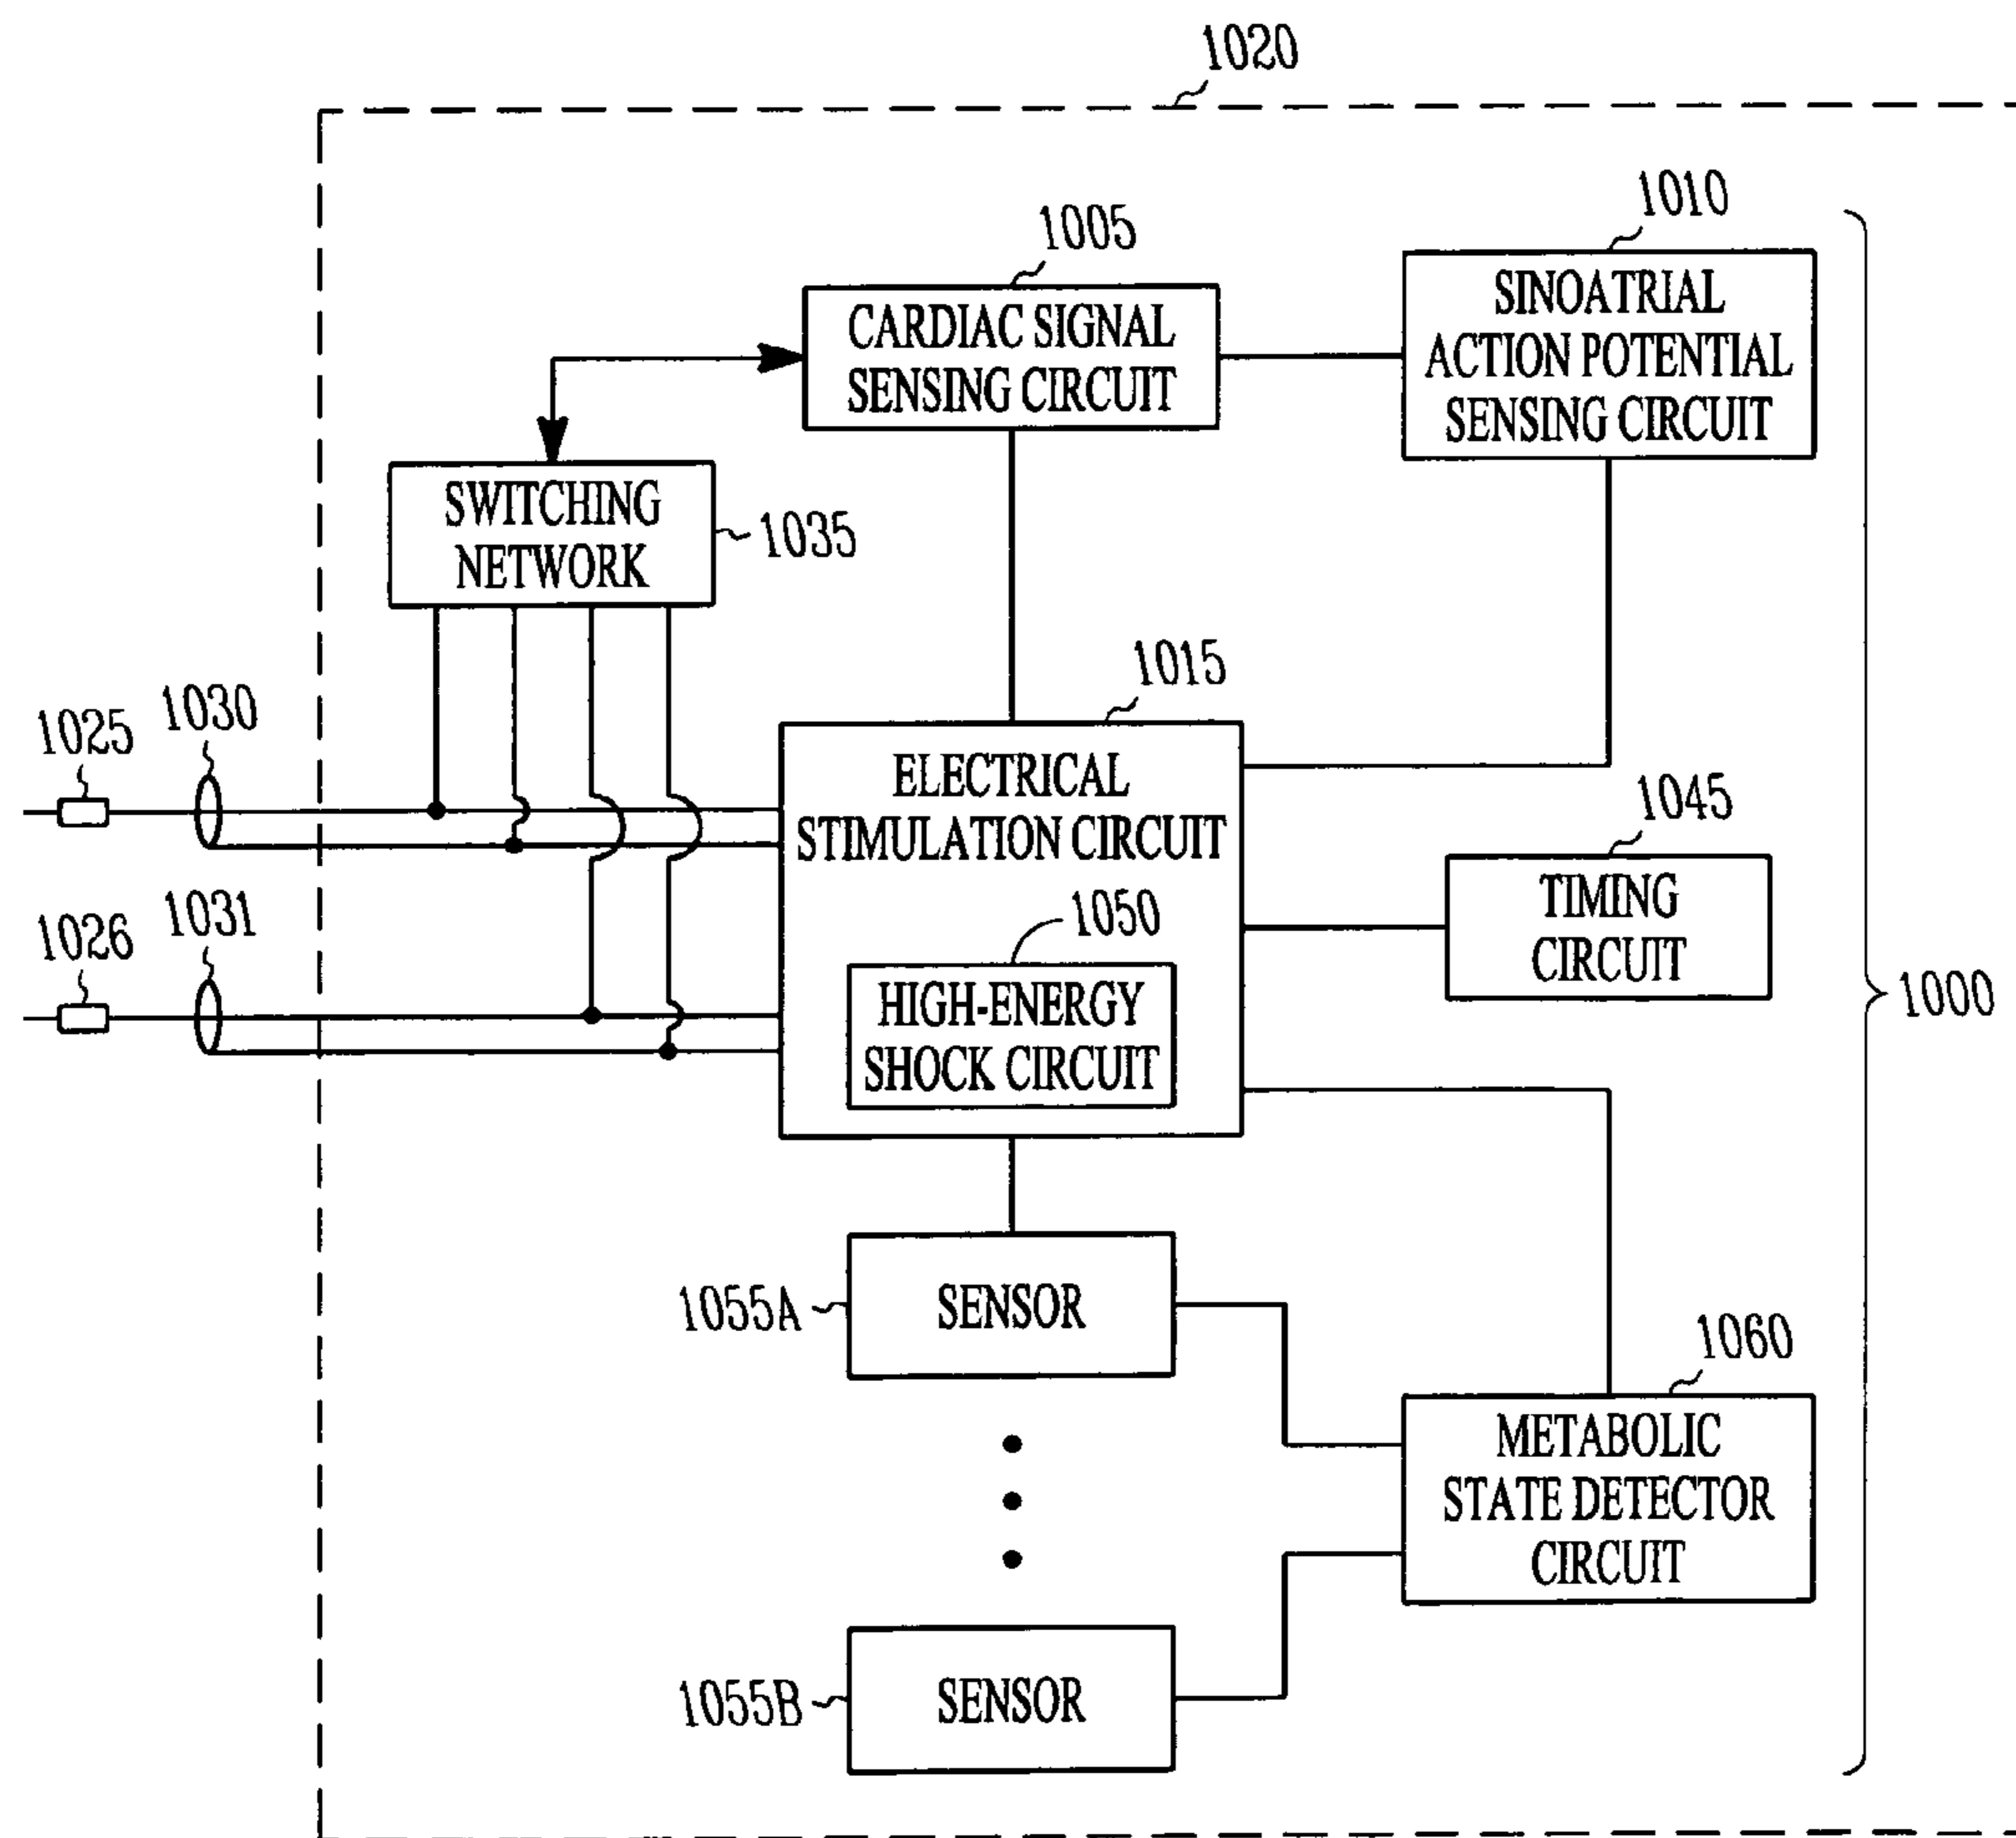 1020
1005
1010
CARDIAC SIGNAL
SENSING CIRCUIT
SINOATRIAL
ACTION POTENTIAL
SENSING CIRCUIT
SWITCHING
NETWORK
1035
1015
1025
1030
ELECTRICAL
STIMULATION CIRCUIT
1045
TIMING
CIRCUIT
1026
1031
1050
HIGH-ENERGY
SHOCK CIRCUIT
1000
1055A
SENSOR
1060
METABOLIC
STATE DETECTOR
CIRCUIT
1055B
SENSOR